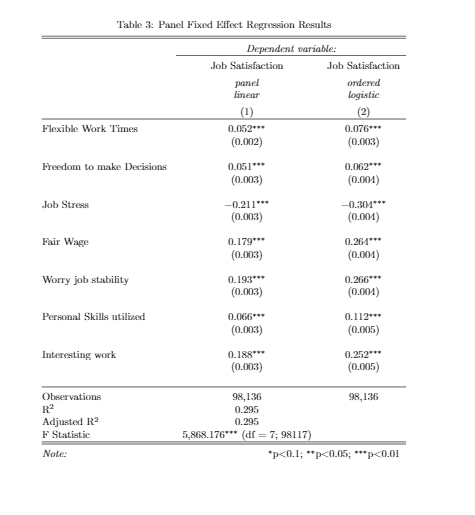 Table 3: Panel Fixed Effect Regression Results
Dependent variable:
Job Satisfaction Job Satisfaction
panel ordered
linear logistic
(1) (2)
Flexible Work Times 0.052*** 0.076***
(0.002) (0.003)
Freedom to make Decisions 0.051*** 0.062***
(0.003) (0.004)
Job Stress −0.211*** −0.304***
(0.003) (0.004)
Fair Wage 0.179*** 0.264***
(0.003) (0.004)
Worry job stability 0.193*** 0.266***
(0.003) (0.004)
Personal Skills utilized 0.066*** 0.112***
(0.003) (0.005)
Interesting work 0.188*** 0.252***
(0.003) (0.005)
Observations 98,136 98,136
R² 0.295
Adjusted R² 0.295
F Statistic 5,868.176*** (df = 7; 98117)
Note: *p<0.1; **p<0.05; ***p<0.01